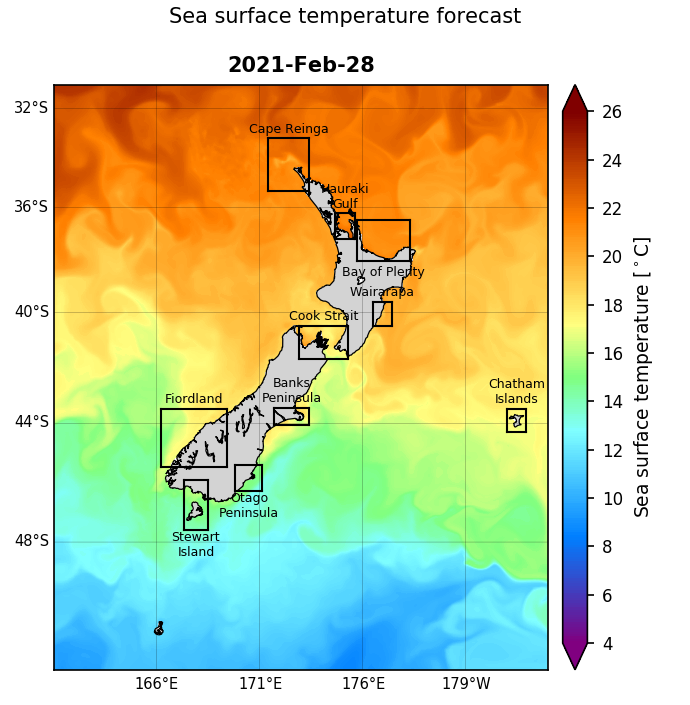 Sea surface temperature forecast
2021-Feb-28
32°S
36°S
40°S
44°S
48°S
Cape Reinga
Hauraki
Gulf
Bay of Plenty
Wairarapa
Cook Strait
Banks
Peninsula
Fiordland
Chatham
Islands
Otago
Peninsula
Stewart
Island
166°E
171°E
176°E
179°W
26
24
22
20
18
16
14
12
10
8
6
4
Sea surface temperature [°C]